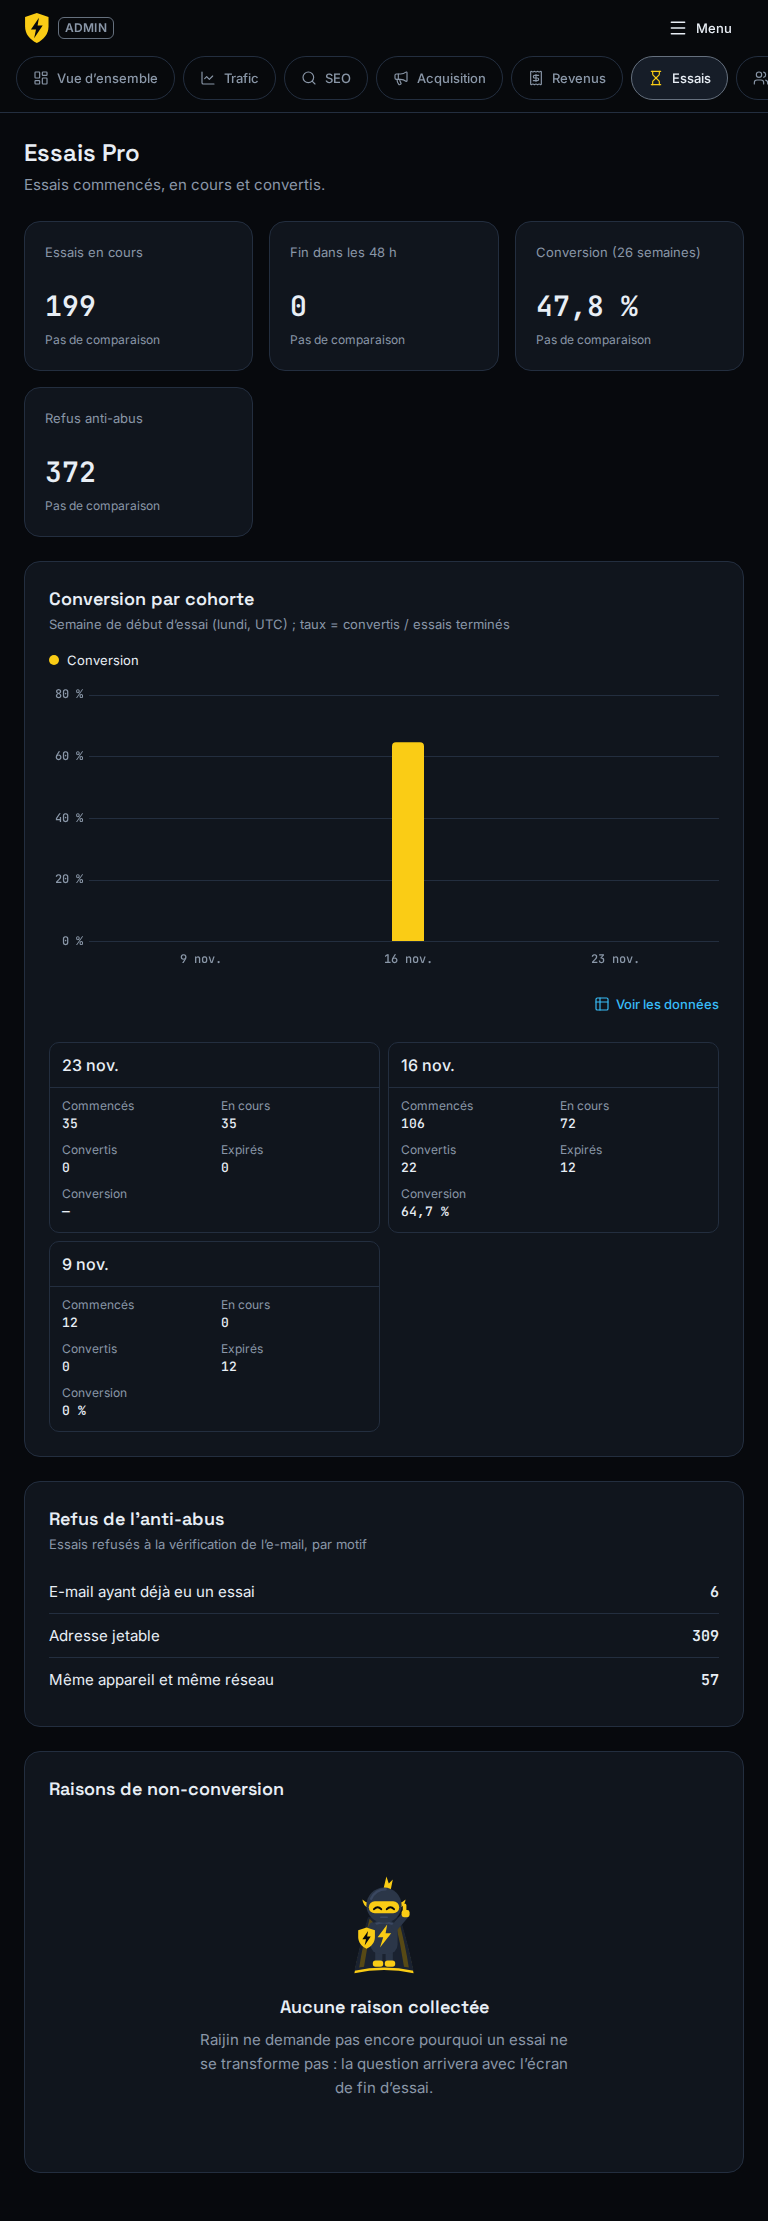 ADMIN
Menu
Vue d’ensemble
Trafic
SEO
Acquisition
Revenus
Essais
Essais Pro
Essais commencés, en cours et convertis.
Essais en cours
199
Pas de comparaison
Fin dans les 48 h
0
Pas de comparaison
Conversion (26 semaines)
47,8 %
Pas de comparaison
Refus anti-abus
372
Pas de comparaison
Conversion par cohorte
Semaine de début d’essai (lundi, UTC) ; taux = convertis / essais terminés
Conversion
80 %
60 %
40 %
20 %
0 %
9 nov.
16 nov.
23 nov.
Voir les données
23 nov.
Commencés
35
En cours
35
Convertis
0
Expirés
0
Conversion
—
16 nov.
Commencés
106
En cours
72
Convertis
22
Expirés
12
Conversion
64,7 %
9 nov.
Commencés
12
En cours
0
Convertis
0
Expirés
12
Conversion
0 %
Refus de l’anti-abus
Essais refusés à la vérification de l’e-mail, par motif
E-mail ayant déjà eu un essai
6
Adresse jetable
309
Même appareil et même réseau
57
Raisons de non-conversion
Aucune raison collectée
Raijin ne demande pas encore pourquoi un essai ne
se transforme pas : la question arrivera avec l’écran
de fin d’essai.